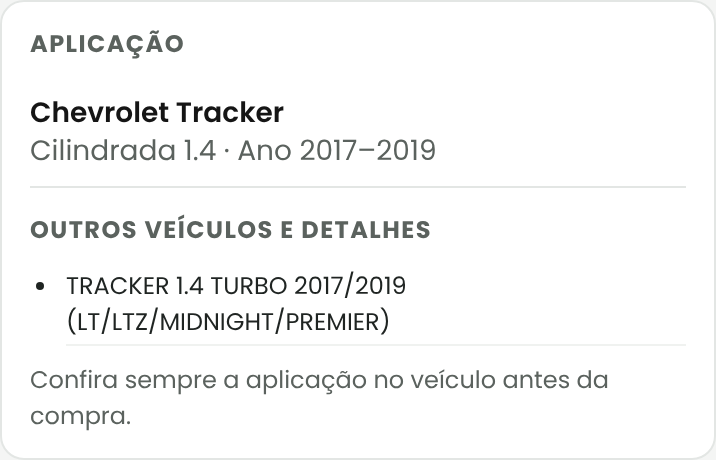 APLICAÇÃO
Chevrolet Tracker
Cilindrada 1.4 · Ano 2017–2019
OUTROS VEÍCULOS E DETALHES
• TRACKER 1.4 TURBO 2017/2019
(LT/LTZ/MIDNIGHT/PREMIER)
Confira sempre a aplicação no veículo antes da
compra.